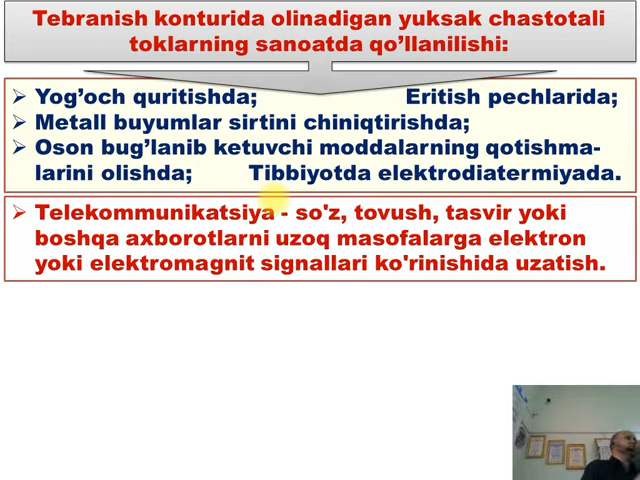 Tebranish konturida olinadigan yuksak chastotali
toklarning sanoatda qo’llanilishi:
Yog’och quritishda; Eritish pechlarida;
Metall buyumlar sirtini chiniqtirishda;
Oson bug’lanib ketuvchi moddalarning qotishma-
larini olishda; Tibbiyotda elektrodiatermiyada.
Telekommunikatsiya - so'z, tovush, tasvir yoki
boshqa axborotlarni uzoq masofalarga elektron
yoki elektromagnit signallari ko'rinishida uzatish.